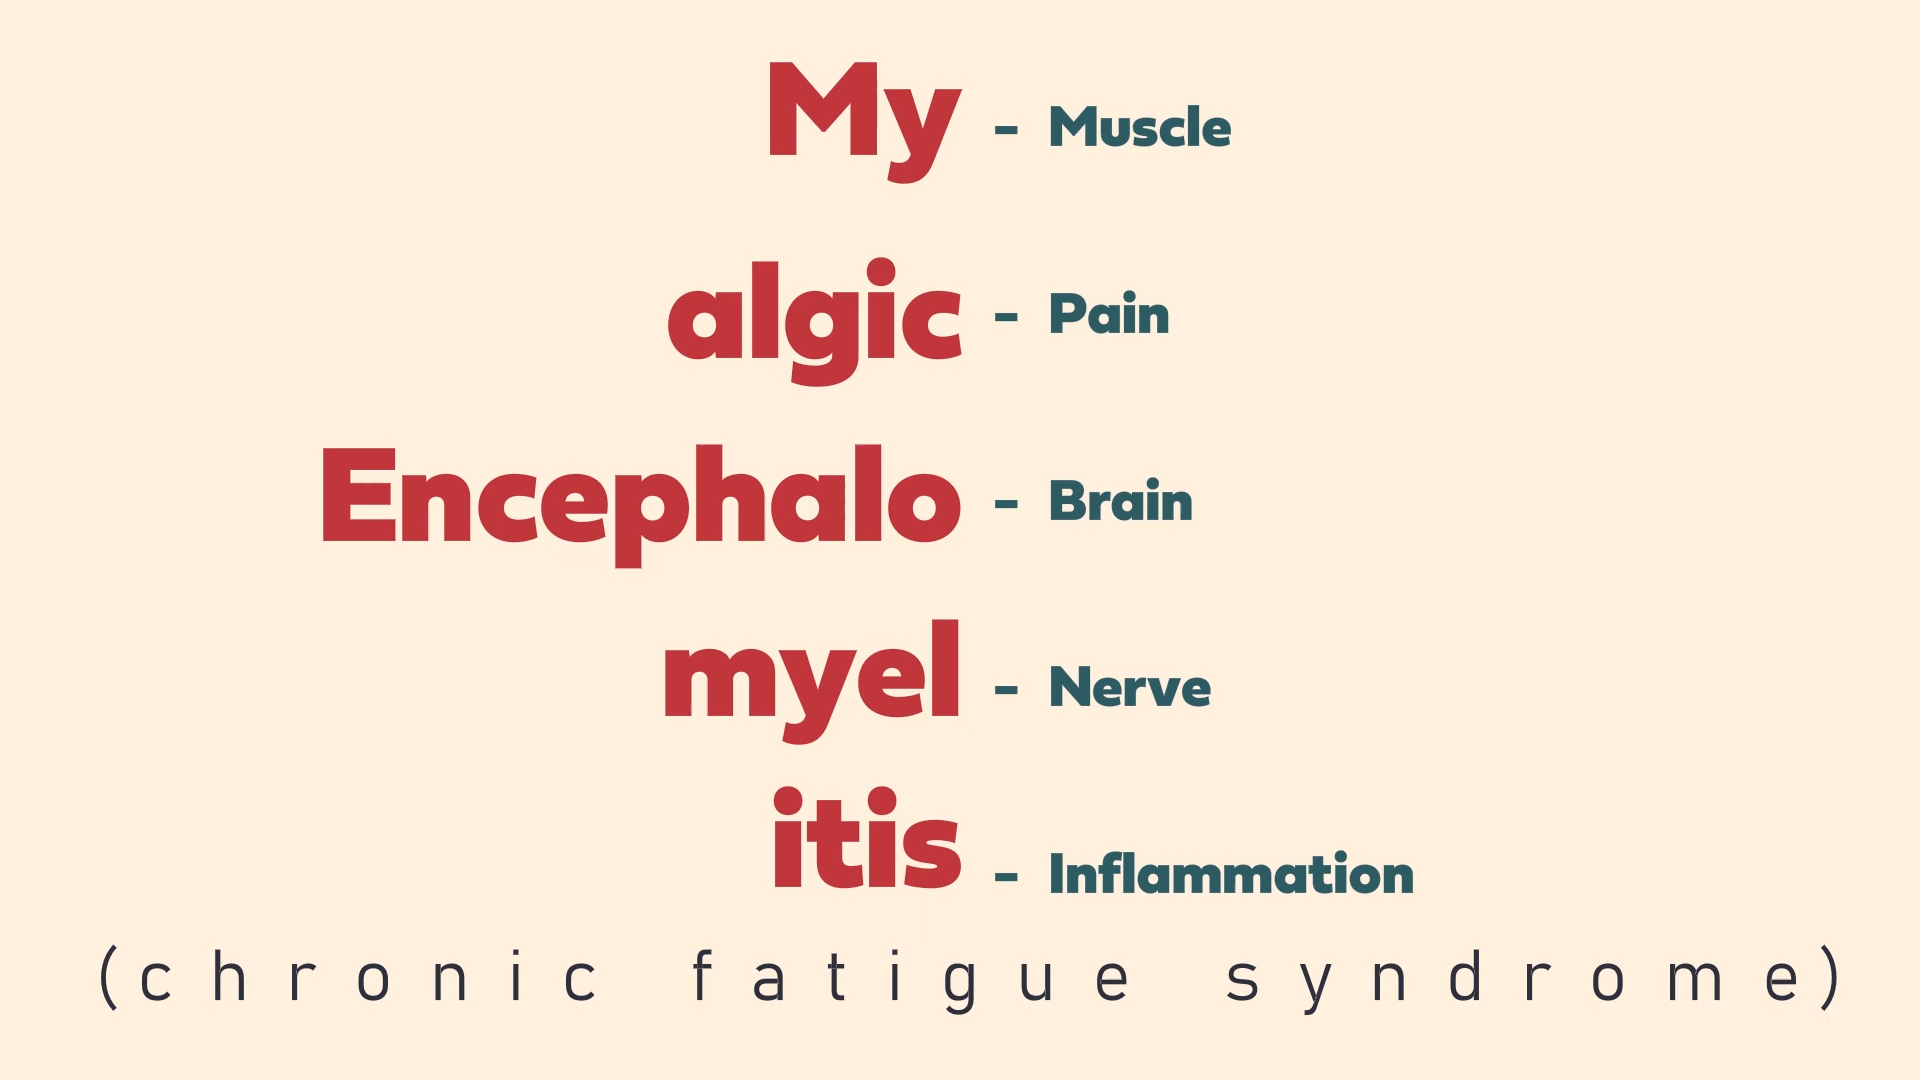 My - Muscle
algic - Pain
Encephalo - Brain
myel - Nerve
itis - Inflammation
(chronic fatigue syndrome)